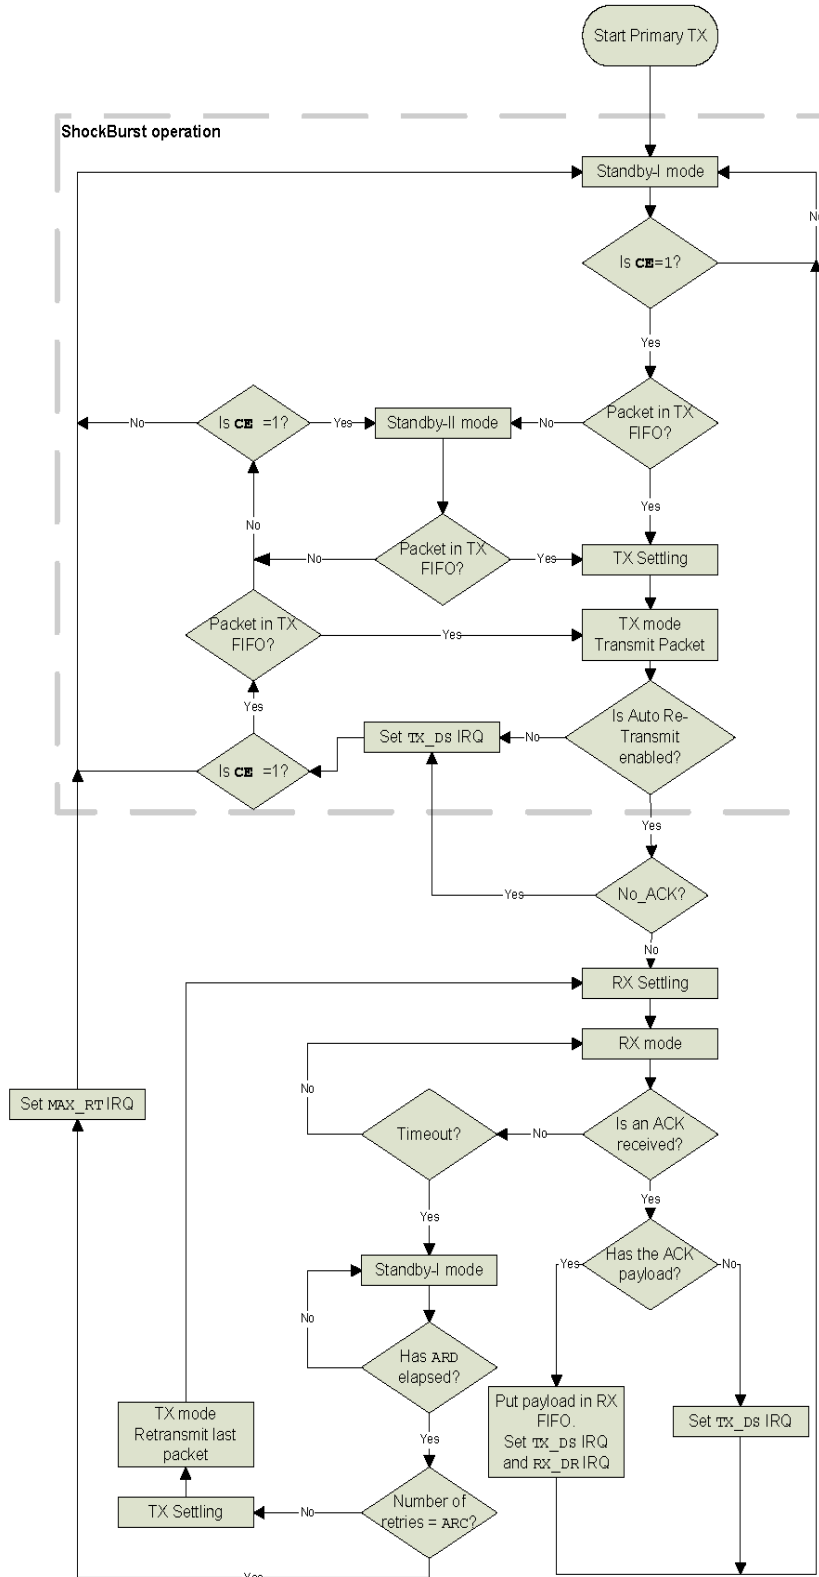 Start Primary TX
ShockBurst operation
Standby-I mode
No
Is CE=1?
Yes
Is CE =1?
No
Yes
Standby-II mode
No
Packet in TX
FIFO?
Yes
No
No
Packet in TX
FIFO?
Yes
TX Settling
Packet in TX
FIFO?
Yes
TX mode
Transmit Packet
Yes
Is CE =1?
Set TX_DS IRQ
No
Is Auto Re-
Transmit
enabled?
Yes
Yes
No_ACK?
No
RX Settling
RX mode
No
Set MAX_RT IRQ
Timeout?
No
Is an ACK
received?
Yes
Yes
Standby-I mode
Yes
Has the ACK
payload?
No
No
Has ARD
elapsed?
TX mode
Retransmit last
packet
Put payload in RX
FIFO.
Set TX_DS IRQ
and RX_DR IRQ
Set TX_DS IRQ
Yes
TX Settling
No
Number of
retries = ARC?
Yes